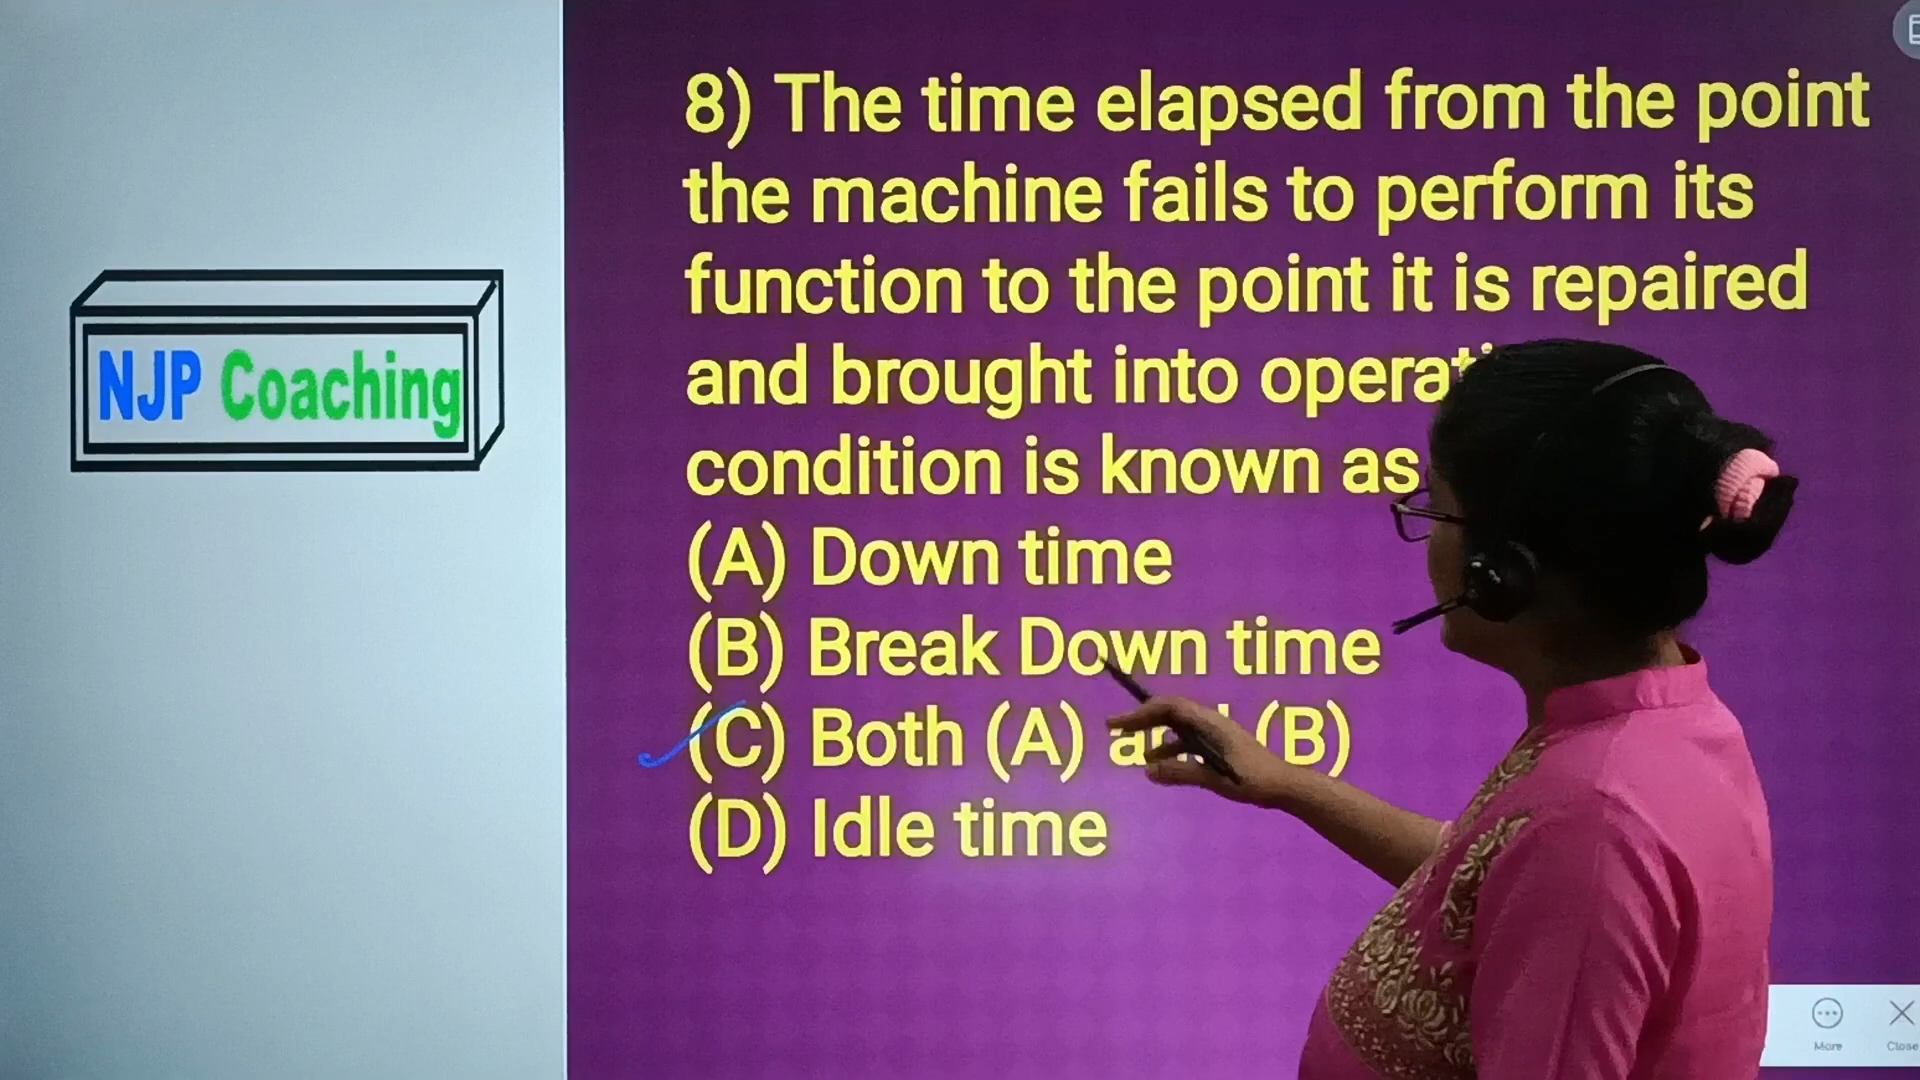 NJP Coaching
8) The time elapsed from the point
the machine fails to perform its
function to the point it is repaired
and brought into
condition is known as
(A) Down time
(B) Break Down time
(C) Both (A) (B)
(D) Idle time
More
Close